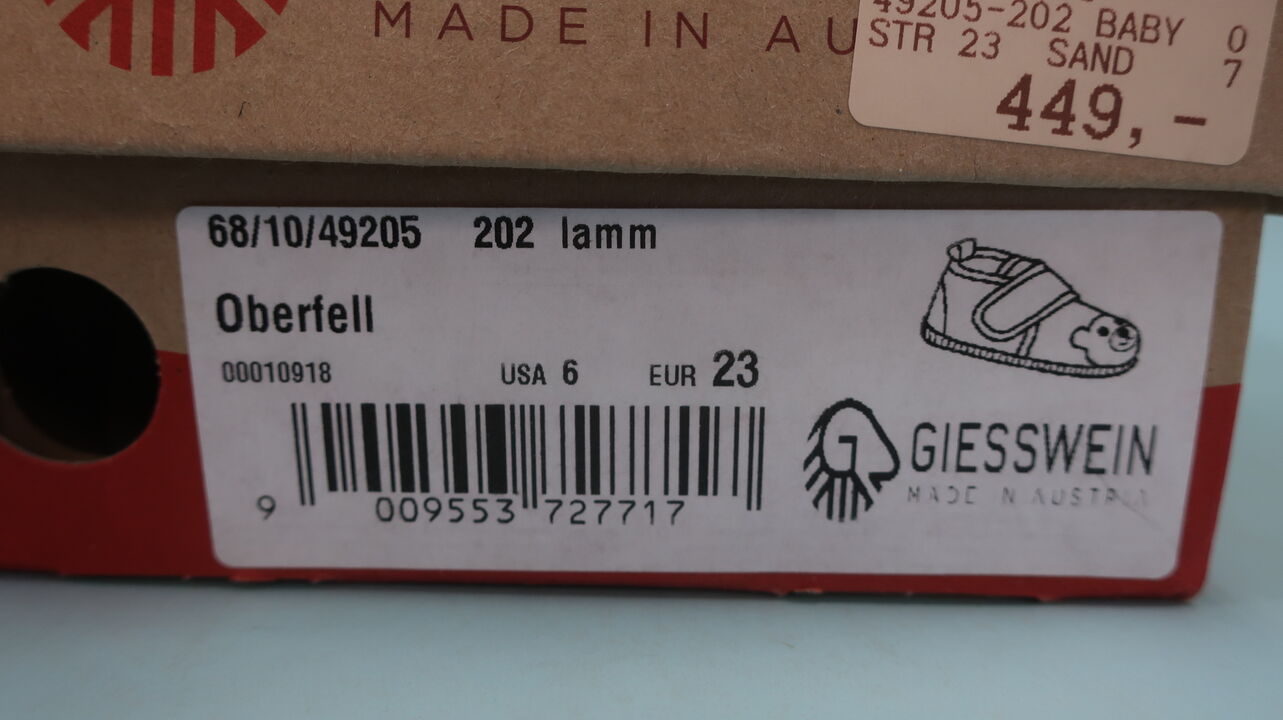 MADE IN AU
49205-202 BABY 0
STR 23 SAND 7
449,-
68/10/49205 202 lamm
Oberfell
00010918 USA 6 EUR 23
9 009553 727717
GIESSWEIN
MADE IN AUSTRIA